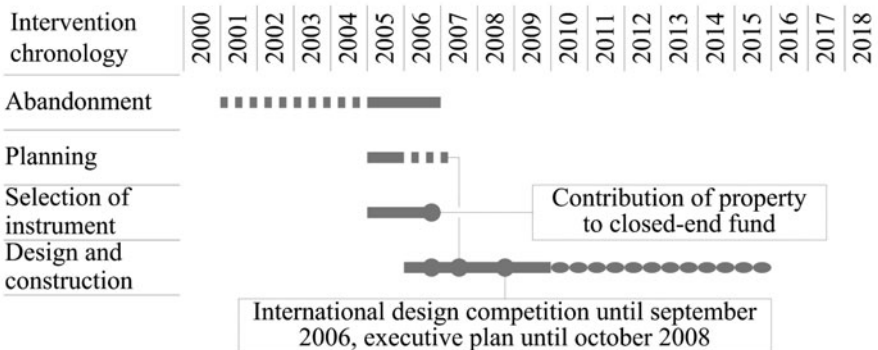 Intervention
chronology
2000 2001 2002 2003 2004 2005 2006 2007 2008 2009 2010 2011 2012 2013 2014 2015 2016 2017 2018
Abandonment
Planning
Selection of
instrument
Contribution of property
to closed-end fund
Design and
construction
International design competition until september
2006, executive plan until october 2008